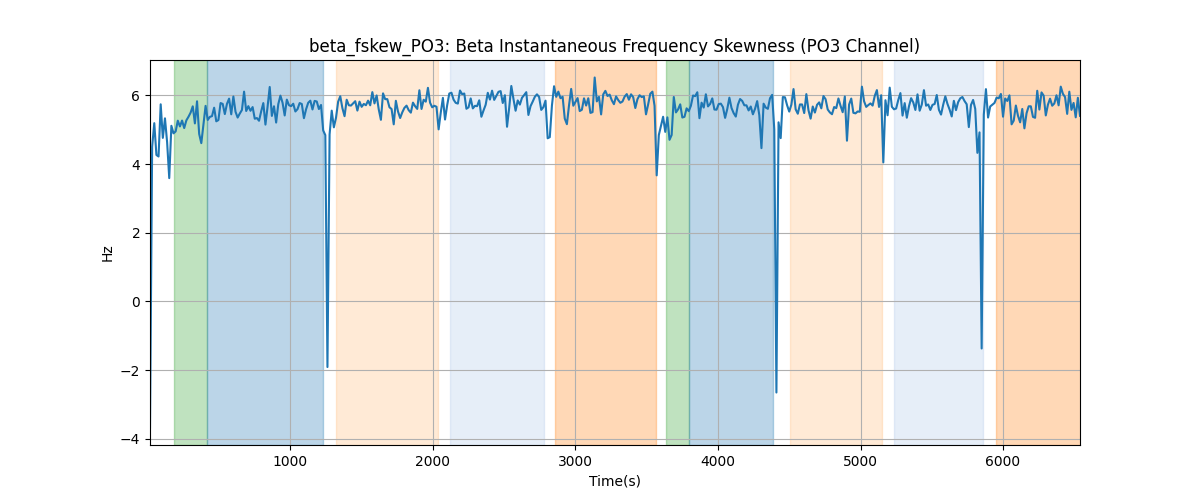 beta_fskew_PO3: Beta Instantaneous Frequency Skewness (PO3 Channel)
6
4
2
0
−2
−4
Hz
1000 2000 3000 4000 5000 6000
Time(s)